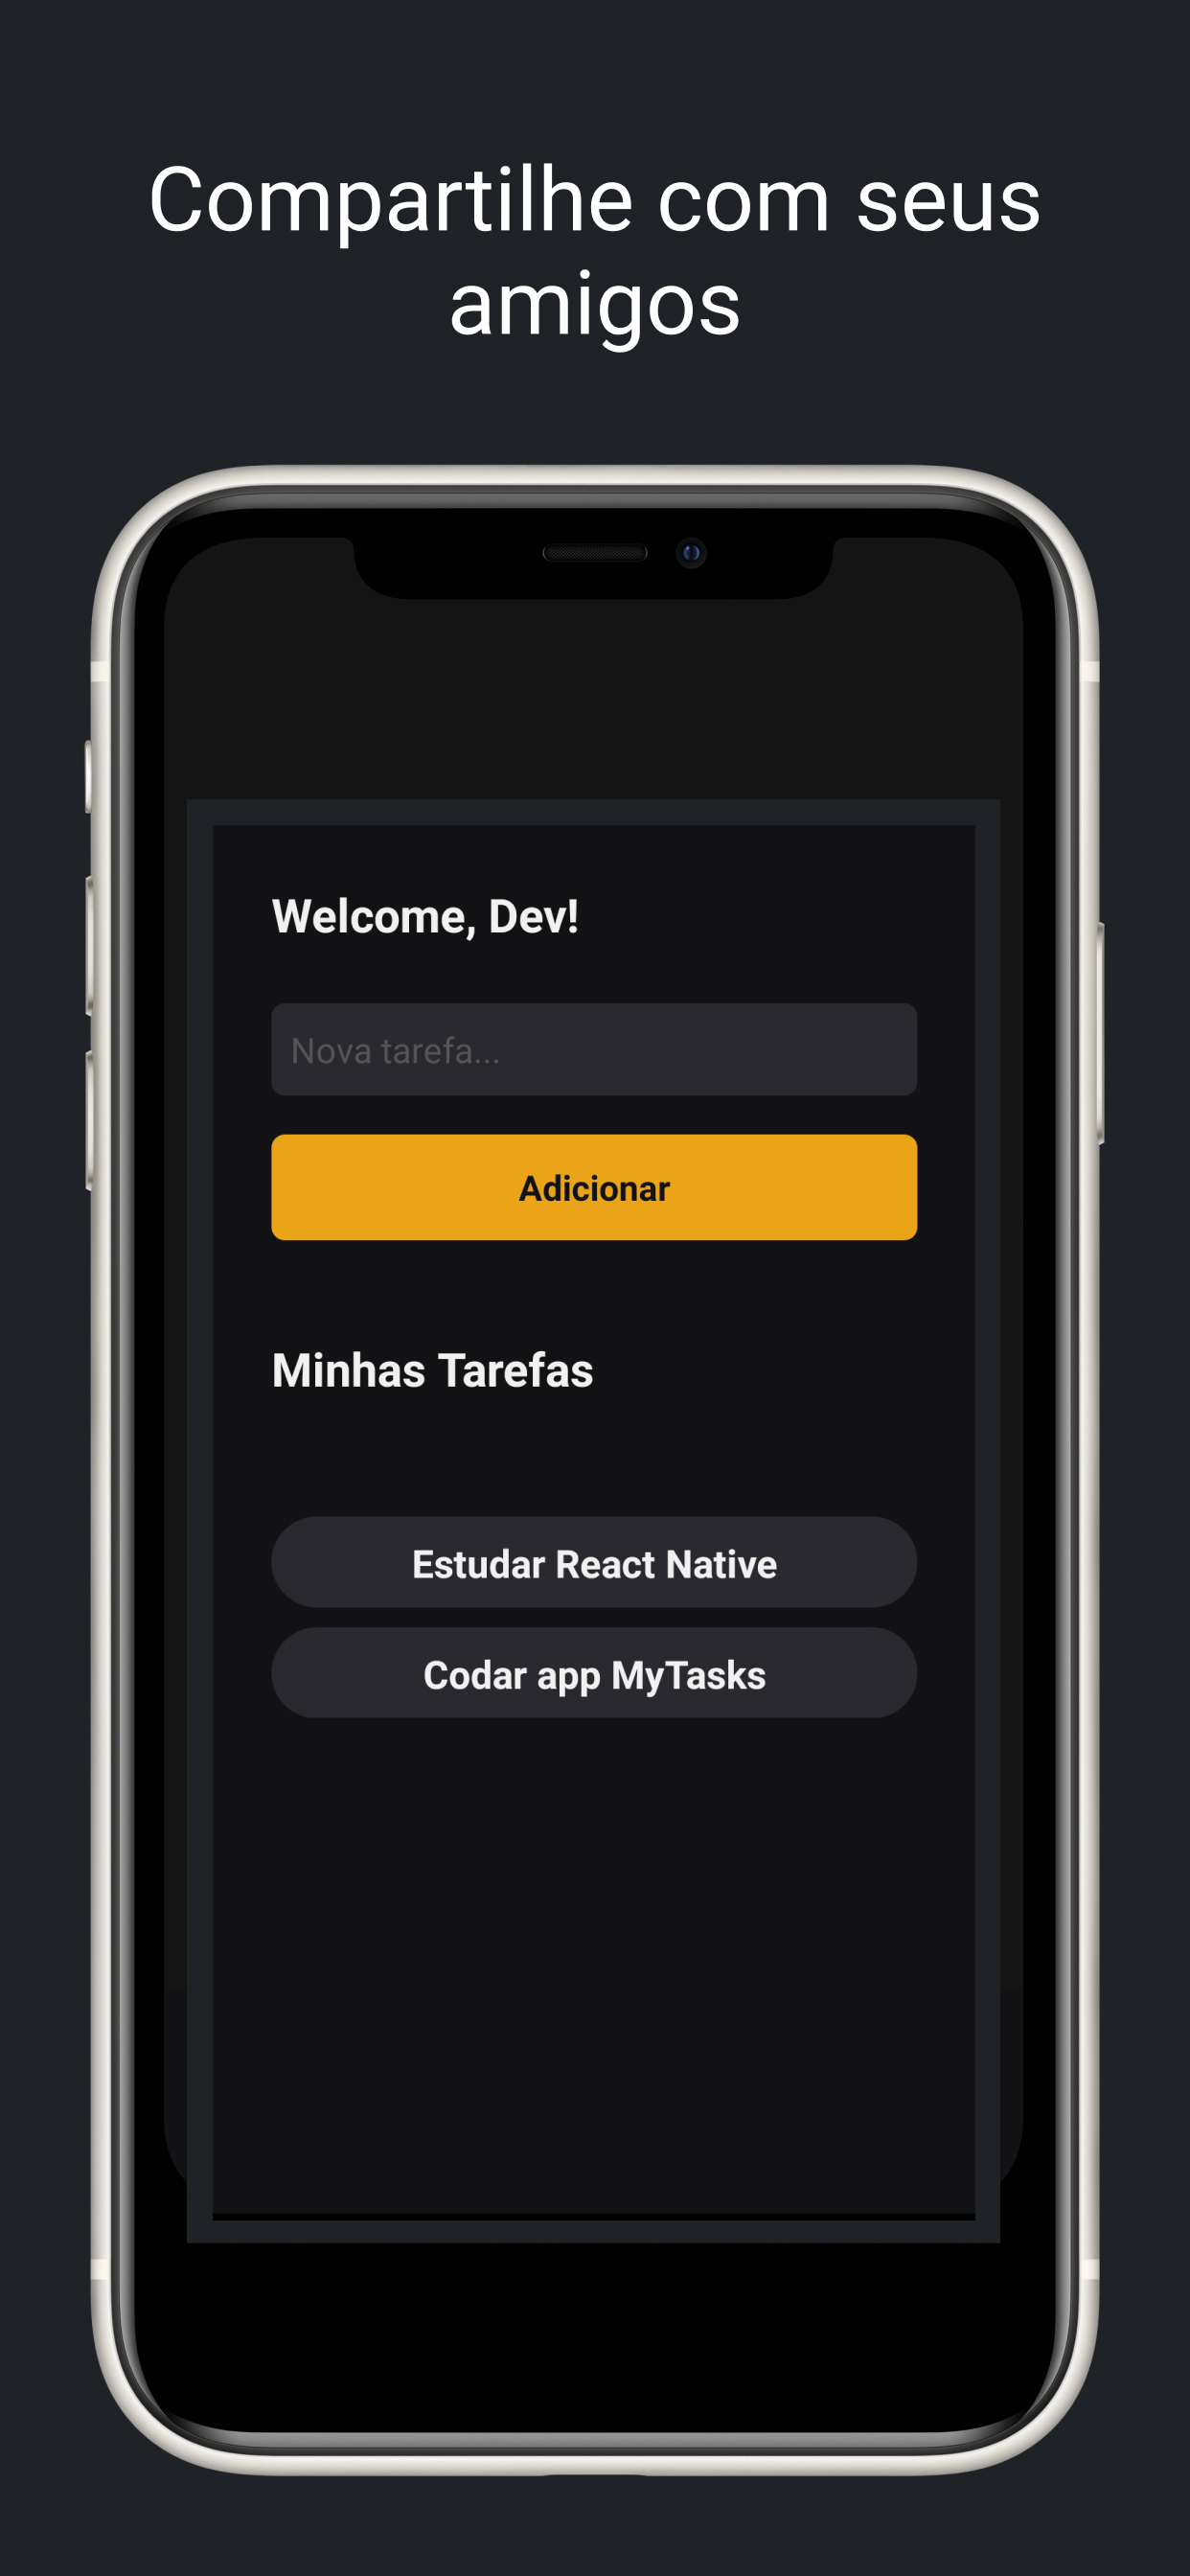 Compartilhe com seus
amigos
Welcome, Dev!
Nova tarefa...
Adicionar
Minhas Tarefas
Estudar React Native
Codar app MyTasks